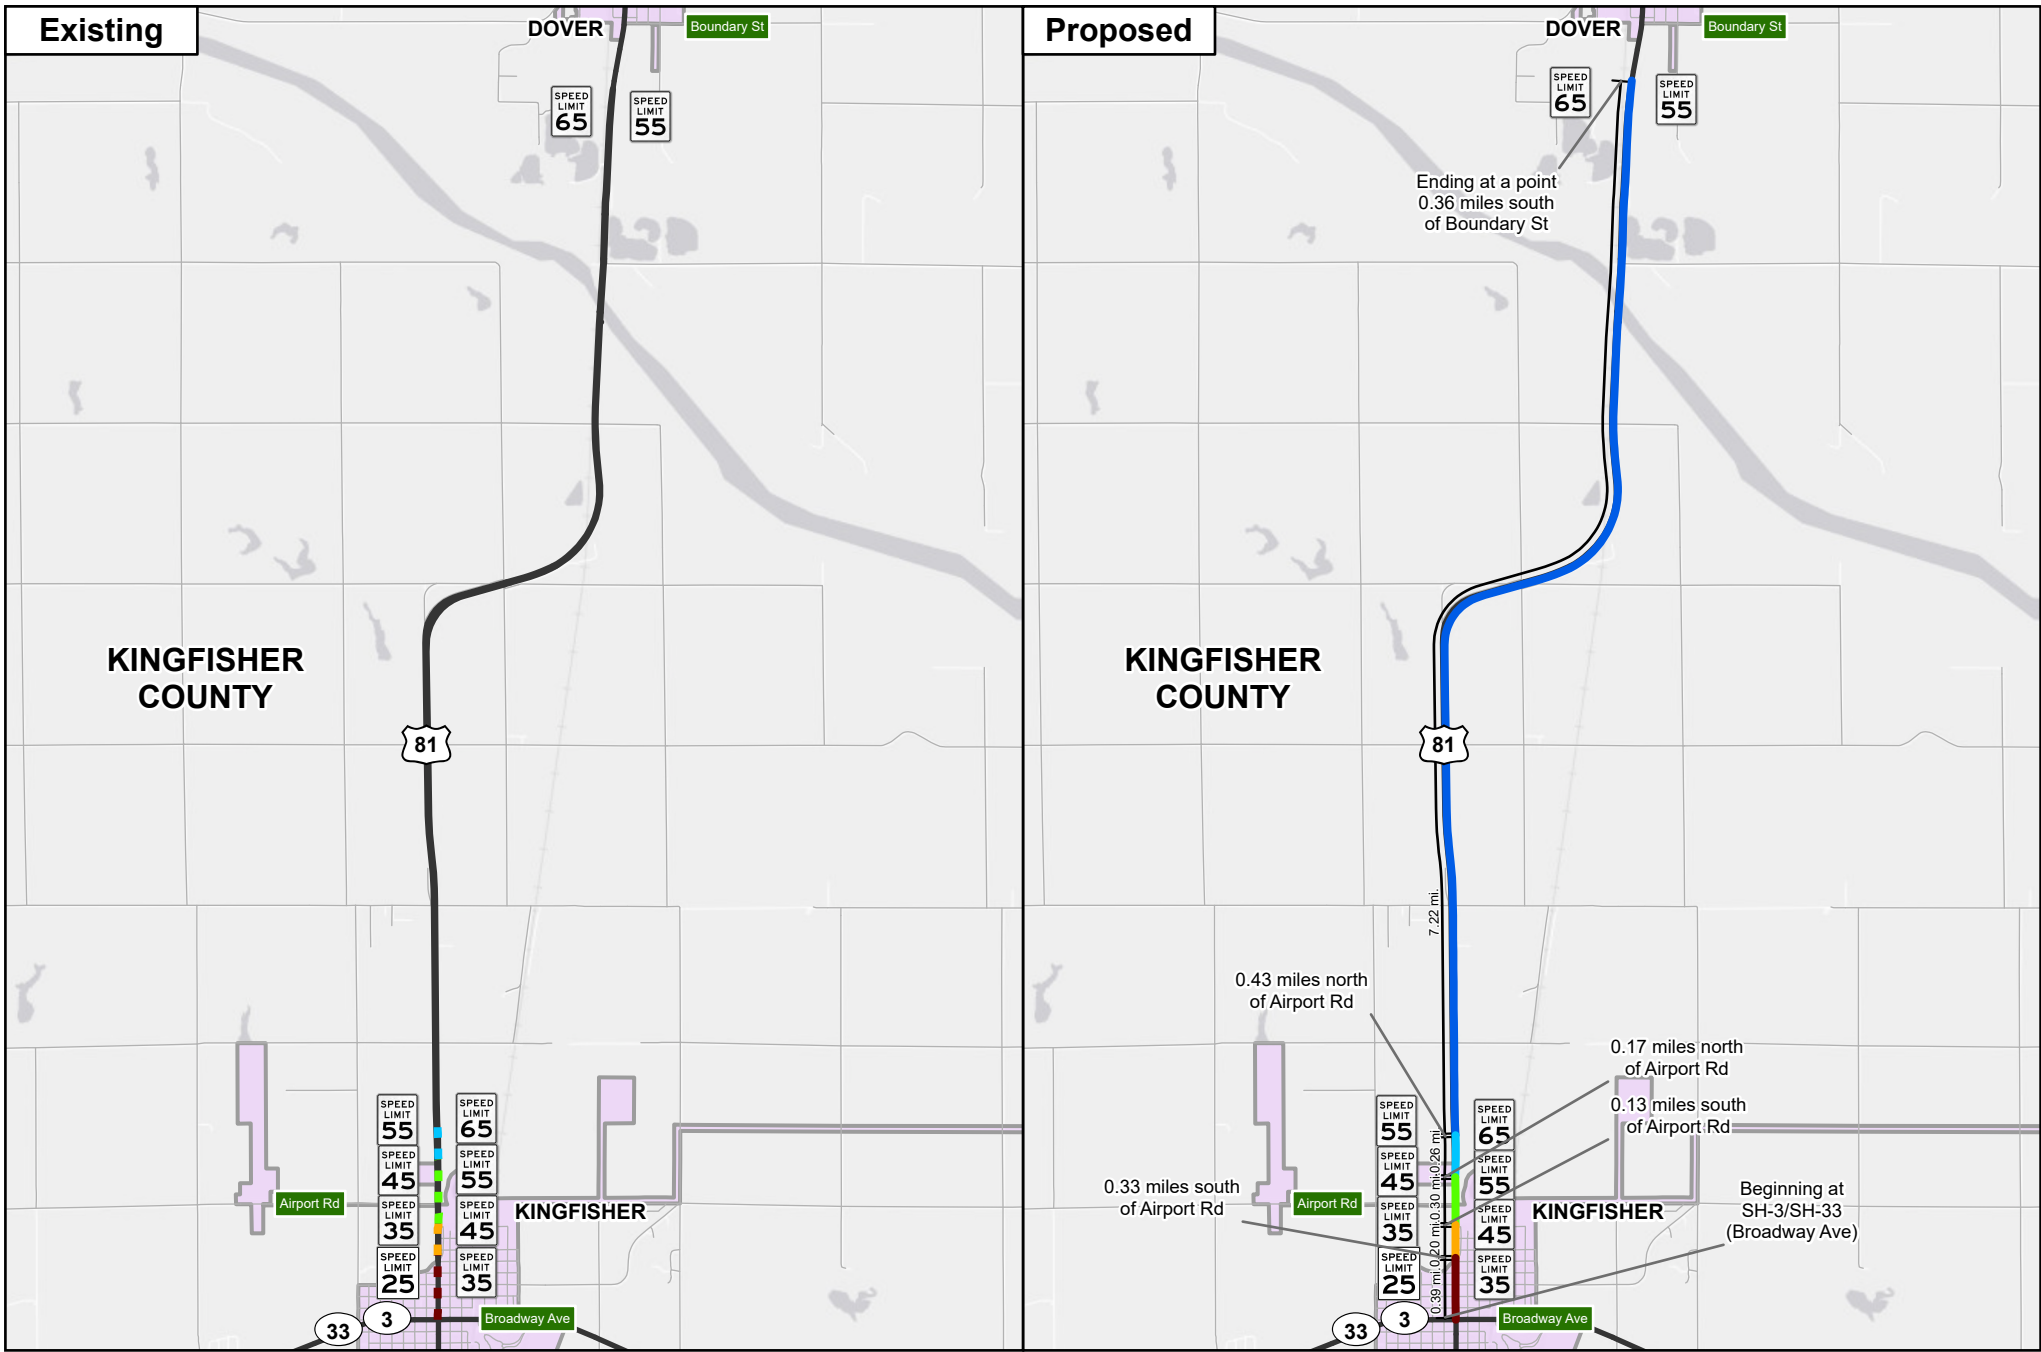 Existing
DOVER
Boundary St
SPEED
LIMIT
65
SPEED
LIMIT
55
KINGFISHER
COUNTY
81
SPEED
LIMIT
55
SPEED
LIMIT
65
SPEED
LIMIT
45
SPEED
LIMIT
55
Airport Rd
SPEED
LIMIT
35
SPEED
LIMIT
45
KINGFISHER
SPEED
LIMIT
25
SPEED
LIMIT
35
33
3
Broadway Ave
Proposed
DOVER
Boundary St
SPEED
LIMIT
65
SPEED
LIMIT
55
Ending at a point
0.36 miles south
of Boundary St
KINGFISHER
COUNTY
81
7.22 mi.
0.43 miles north
of Airport Rd
0.17 miles north
of Airport Rd
0.13 miles south
of Airport Rd
SPEED
LIMIT
55
SPEED
LIMIT
65
0.26 mi.
SPEED
LIMIT
45
SPEED
LIMIT
55
0.33 miles south
of Airport Rd
Airport Rd
0.30 mi.
SPEED
LIMIT
35
SPEED
LIMIT
45
KINGFISHER
Beginning at
SH-3/SH-33
(Broadway Ave)
0.20 mi.
SPEED
LIMIT
25
SPEED
LIMIT
35
0.39 mi.
33
3
Broadway Ave